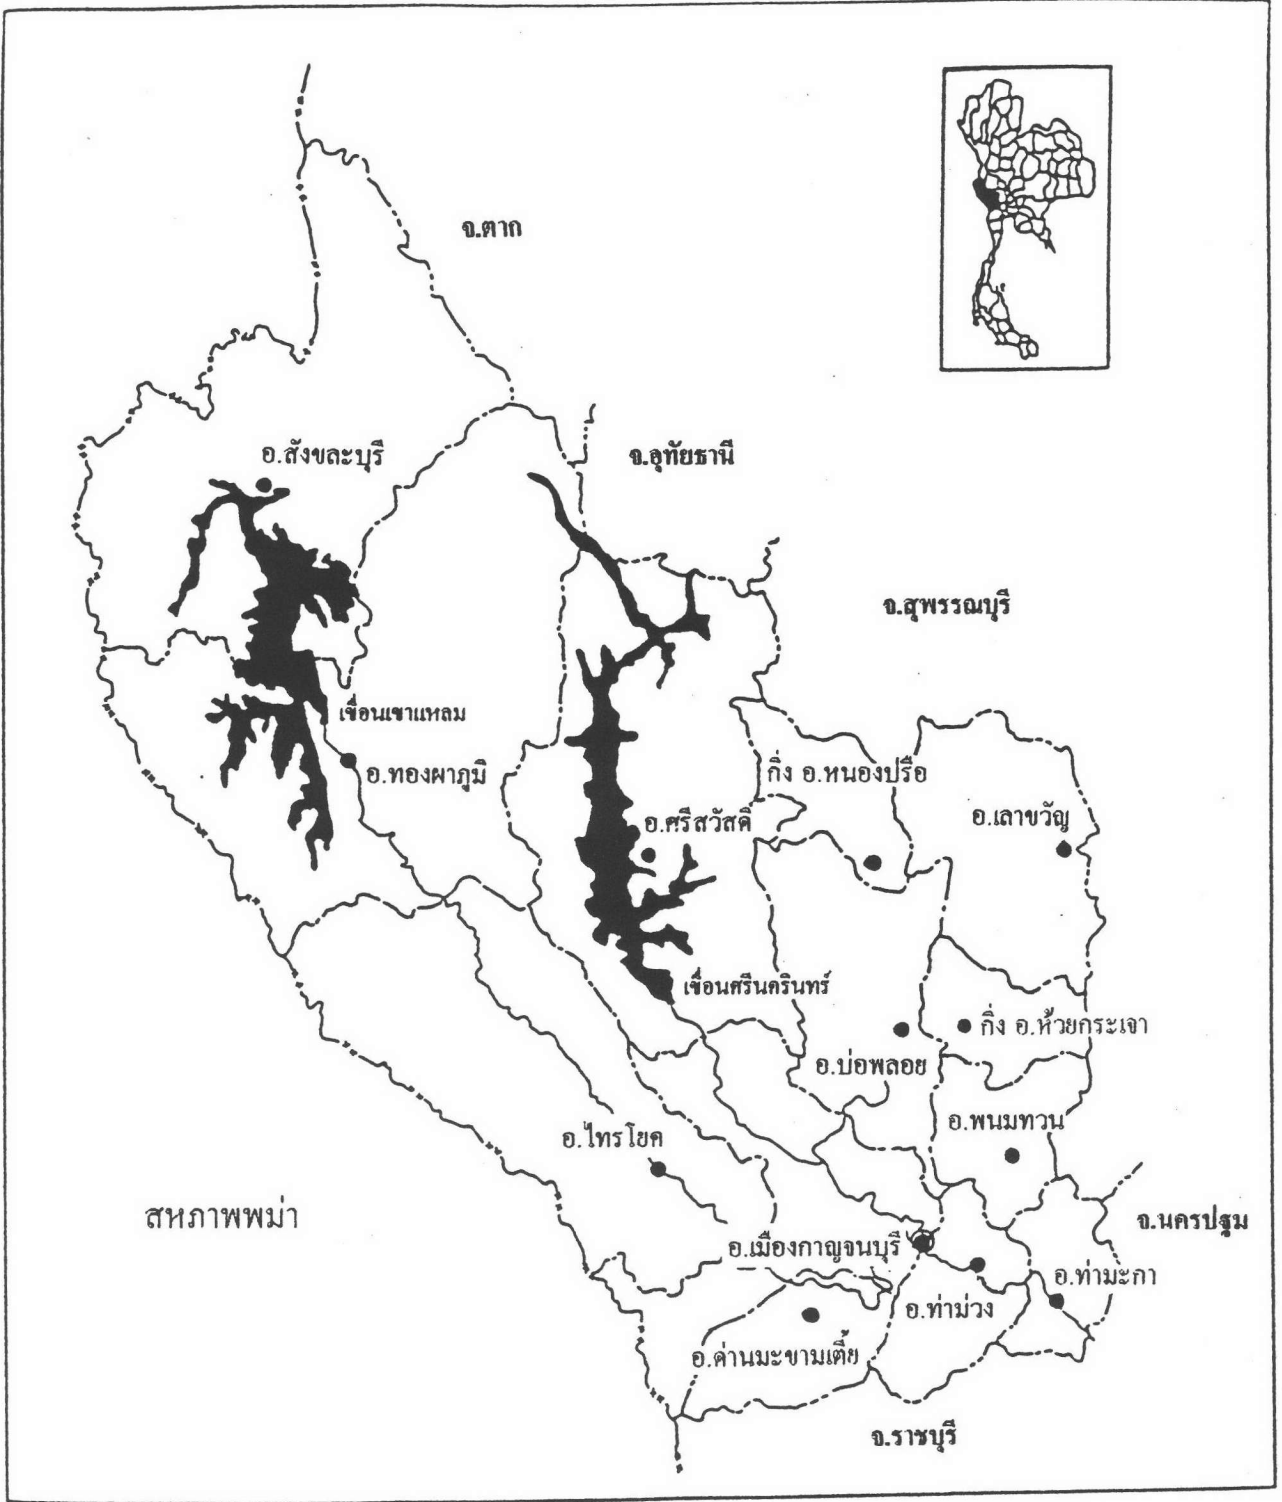 จ.ตาก
อ.สังขละบุรี
จ.อุทัยธานี
จ.สุพรรณบุรี
เขื่อนเขาแหลม
อ.ทองผาภูมิ
กิ่ง อ.หนองปรือ
อ.ศรีสวัสดิ์
อ.เลาขวัญ
เขื่อนศรีนครินทร์
กิ่ง อ.ห้วยกระเจา
อ.บ่อพลอย
อ.พนมทวน
อ.ไทรโยค
สหภาพพม่า
จ.นครปฐม
อ.เมืองกาญจนบุรี
อ.ท่ามะกา
อ.ท่าม่วง
อ.ด่านมะขามเตี้ย
จ.ราชบุรี